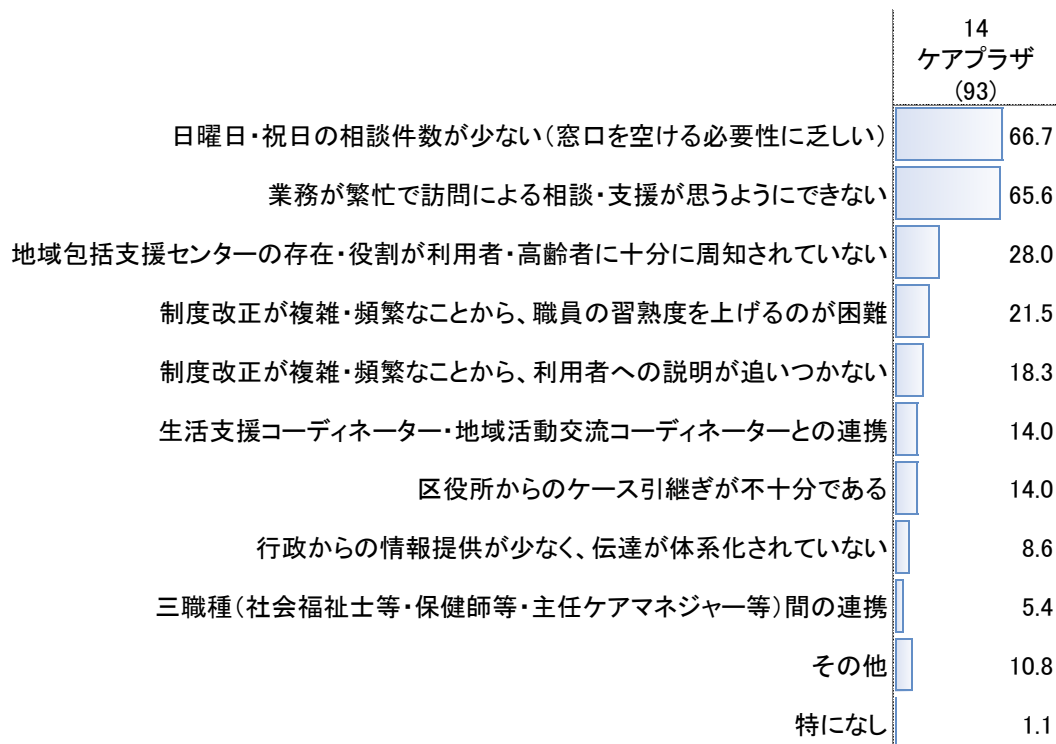 14
ケアプラザ
(93)
日曜日・祝日の相談件数が少ない（窓口を空ける必要性に乏しい） 66.7
業務が繁忙で訪問による相談・支援が思うようにできない 65.6
地域包括支援センターの存在・役割が利用者・高齢者に十分に周知されていない 28.0
制度改正が複雑・頻繁なことから、職員の習熟度を上げるのが困難 21.5
制度改正が複雑・頻繁なことから、利用者への説明が追いつかない 18.3
生活支援コーディネーター・地域活動交流コーディネーターとの連携 14.0
区役所からのケース引継ぎが不十分である 14.0
行政からの情報提供が少なく、伝達が体系化されていない 8.6
三職種（社会福祉士等・保健師等・主任ケアマネジャー等）間の連携 5.4
その他 10.8
特になし 1.1